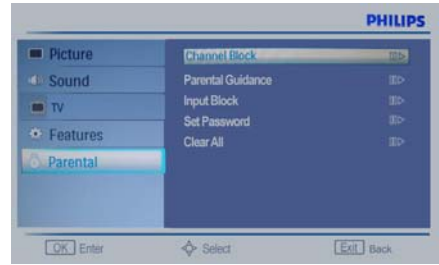 PHILIPS
Picture
Sound
TV
Features
Parental
Channel Block
Parental Guidance
Input Block
Set Password
Clear All
OK Enter
Select
Exit Back